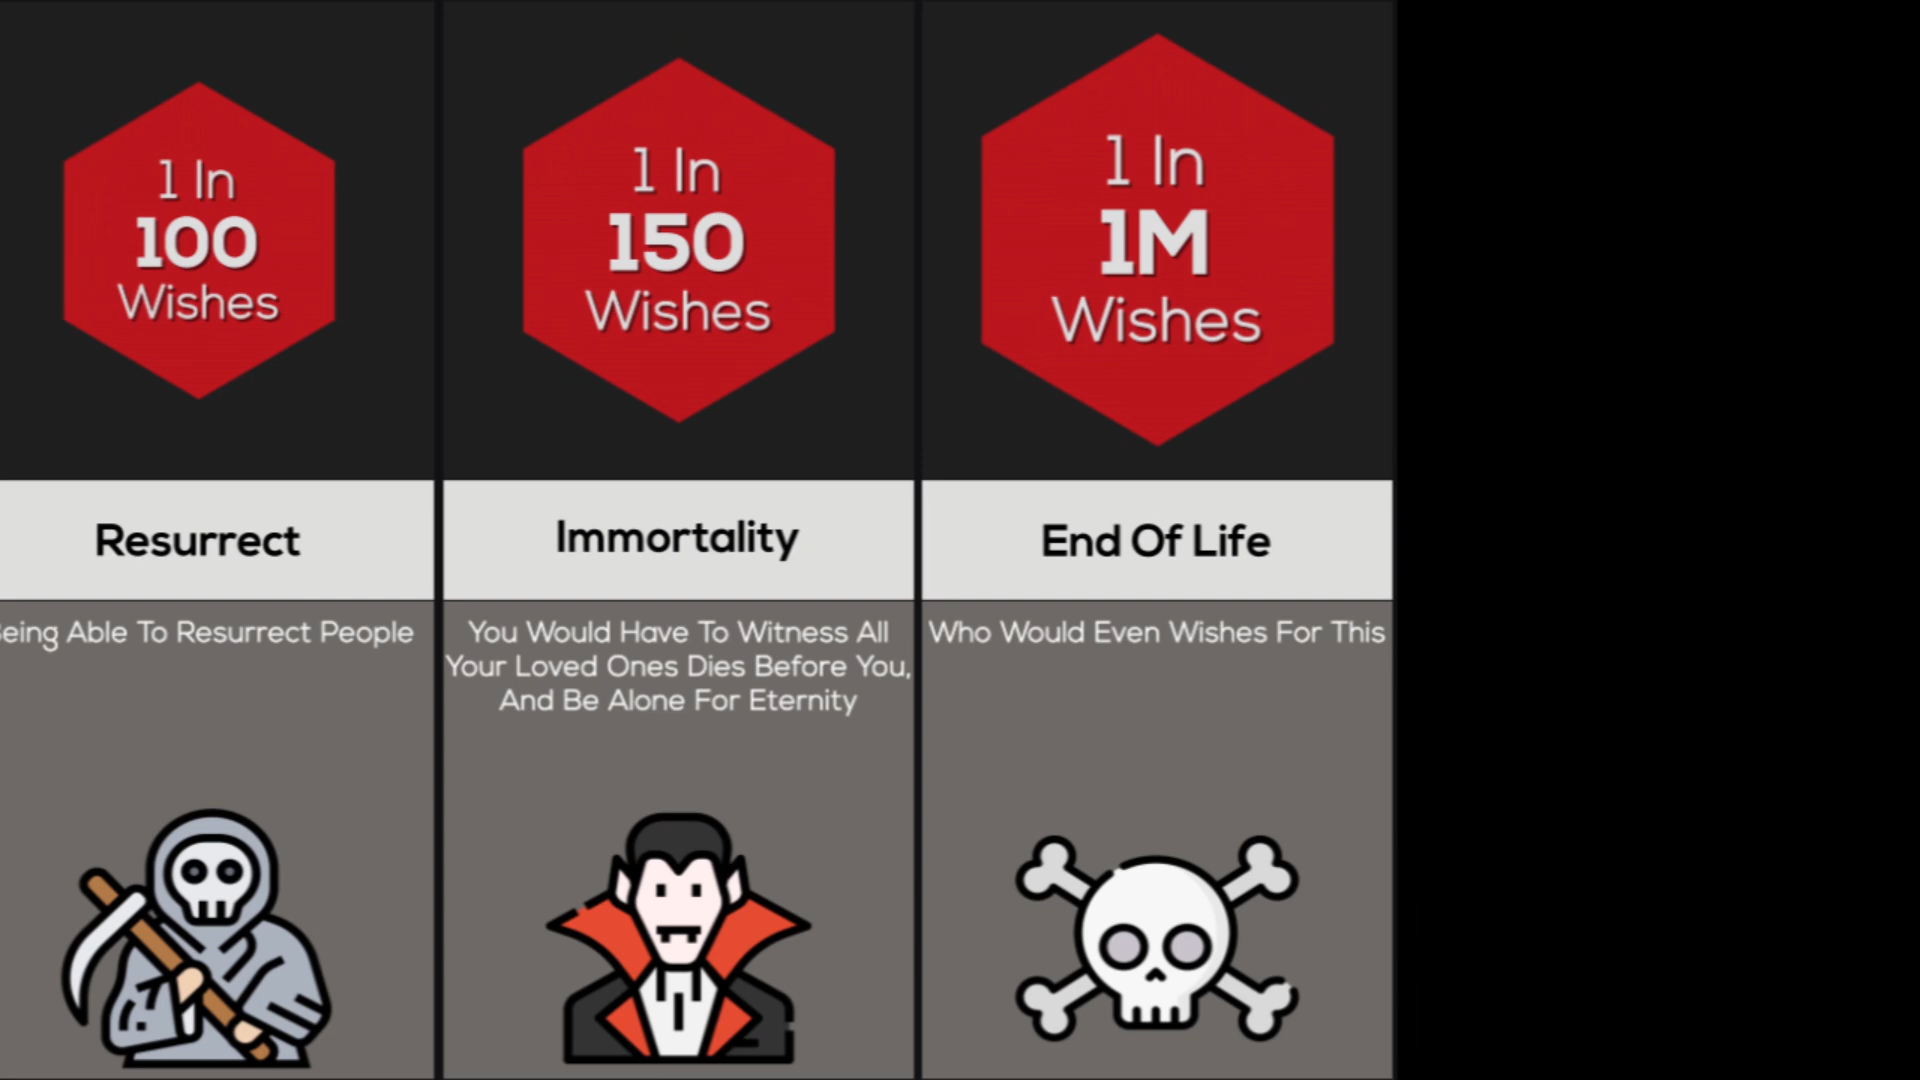 1 In
100
Wishes
Resurrect
Being Able To Resurrect People
1 In
150
Wishes
Immortality
You Would Have To Witness All
Your Loved Ones Dies Before You,
And Be Alone For Eternity
1 In
1M
Wishes
End Of Life
Who Would Even Wishes For This